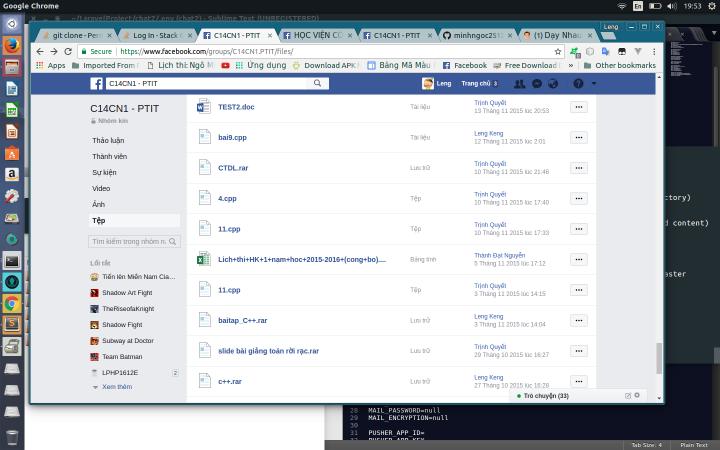 Google Chrome
En
19:53
~/LaravelProject/chat2/.env (chat2) - Sublime Text (UNREGISTERED)
Leng
git clone - Pern
Log In - Stack O
C14CN1 - PTIT
HỌC VIỆN CÔ
C14CN1 - PTIT
minhngoc2512
(1) Dạy Nhau
Secure
https://www.facebook.com/groups/C14CN1.PTIT/files/
Apps
Imported From
Lịch thi:Ngô M
Ứng dụng
Download APK
Bảng Mã Màu
Facebook
Download Free
»
Other bookmarks
C14CN1 - PTIT
Leng
Trang chủ 3
C14CN1 - PTIT
Nhóm kín
Thảo luận
Thành viên
Sự kiện
Video
Ảnh
Tệp
Tìm kiếm trong nhóm n
Lối tắt
Tiến lên Miền Nam Cia...
Shadow Art Fight
TheRiseofaKnight
Shadow Fight
Subway at Doctor
Team Batman
LPHP1612E
2
Xem thêm
TEST2.doc
Tài liệu
Trịnh Quyết
13 Tháng 11 2015 lúc 20:53
bai9.cpp
Tài liệu
Leng Keng
12 Tháng 11 2015 lúc 2:01
CTDL.rar
Lưu trữ
Trịnh Quyết
10 Tháng 11 2015 lúc 21:46
4.cpp
Tệp
Trịnh Quyết
10 Tháng 11 2015 lúc 17:40
11.cpp
Tệp
Trịnh Quyết
10 Tháng 11 2015 lúc 17:33
Lich+thi+HK+1+nam+hoc+2015-2016+(cong+bo)....
Bảng tính
Thành Đạt Nguyễn
5 Tháng 11 2015 lúc 17:12
11.cpp
Tệp
Trịnh Quyết
3 Tháng 11 2015 lúc 14:15
baitap_C++.rar
Lưu trữ
Leng Keng
3 Tháng 11 2015 lúc 14:04
slide bài giảng toán rời rạc.rar
Lưu trữ
Trịnh Quyết
29 Tháng 10 2015 lúc 16:27
c++.rar
Lưu trữ
Leng Keng
27 Tháng 10 2015 lúc 16:28
Trò chuyện (33)
ctory)
d content)
aster
28 MAIL_PASSWORD=null
29 MAIL_ENCRYPTION=null
30
31 PUSHER_APP_ID=
32 PUSHER_APP_KEY
Tab Size: 4
Plain Text